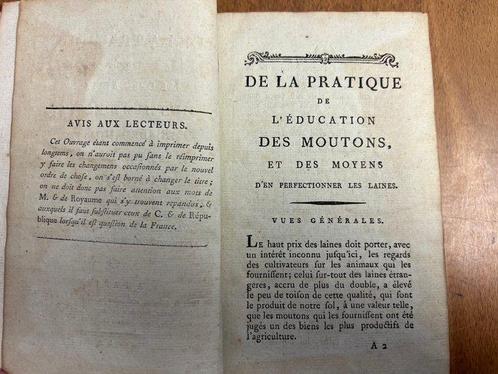 AVIS AUX LECTEURS.
Cet Ouvrage étant commencé à imprimer depuis
longtems, on n'auroit pas pu sans le réimprimer
y faire les changemens occasionnés par le nouvel
ordre de chose, on s'est borné à changer le titre;
on ne doit donc pas faire attention aux mots de
M. & de Royaume qui s'y trouvent repandus, &
auxquels il faut substituer ceux de C. & de Répu-
blique lorsqu'il est question de la France.
DE LA PRATIQUE
DE
L'ÉDUCATION
DES MOUTONS,
ET DES MOYENS
D'EN PERFECTIONNER LES LAINES.
VUES GÉNÉRALES.
LE haut prix des laines doit porter, avec
un intérêt inconnu jusqu'ici, les regards
des cultivateurs sur les animaux qui les
fournissent; celui sur-tout des laines étran-
geres, accru de plus du double, a élevé
le peu de toison de cette qualité, qui sont
le produit de notre sol, à une valeur telle,
que les moutons qui les fournissent ont été
jugés un des biens les plus productifs de
l'agriculture.
A 2